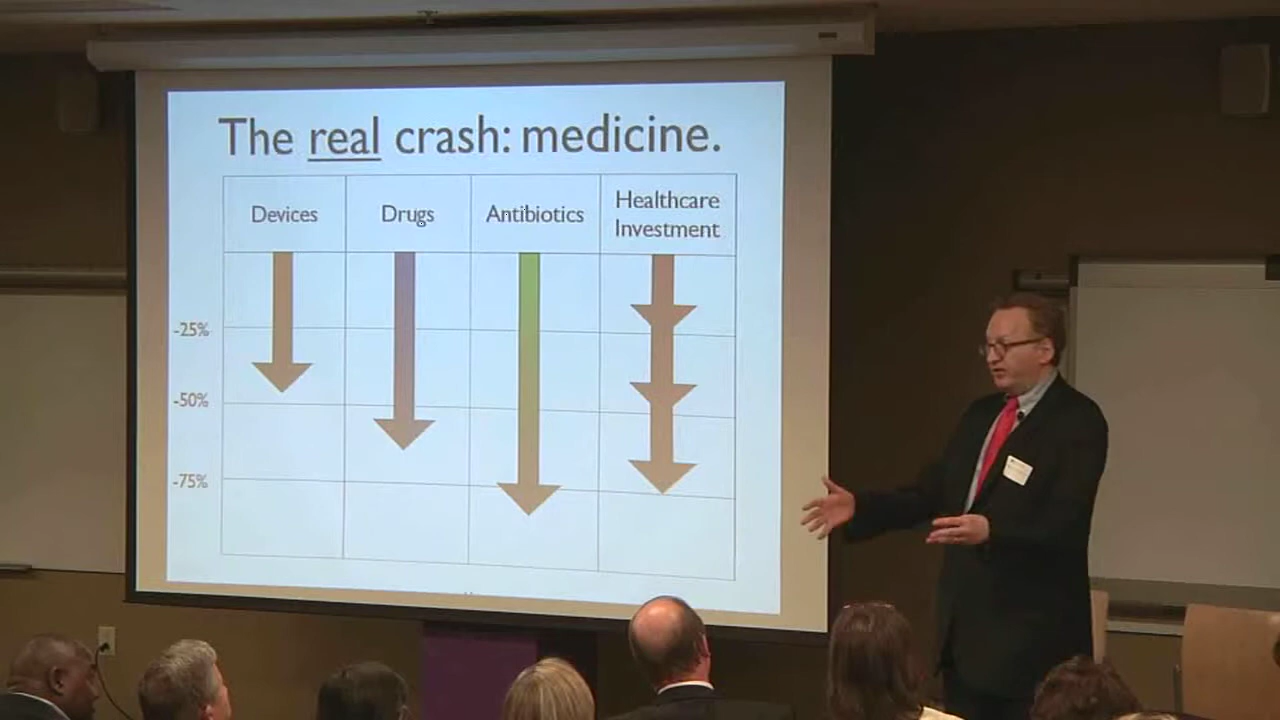 The real crash: medicine.
Devices
Drugs
Antibiotics
Healthcare
Investment
-25%
-50%
-75%